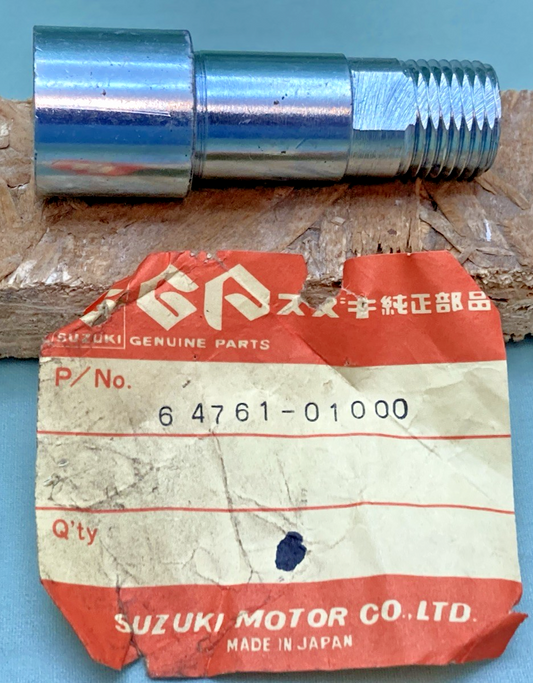 スズキ純正部品
SUZUKI GENUINE PARTS
P/No.
64761-01000
Q'ty
SUZUKI MOTOR CO.,LTD.
MADE IN JAPAN